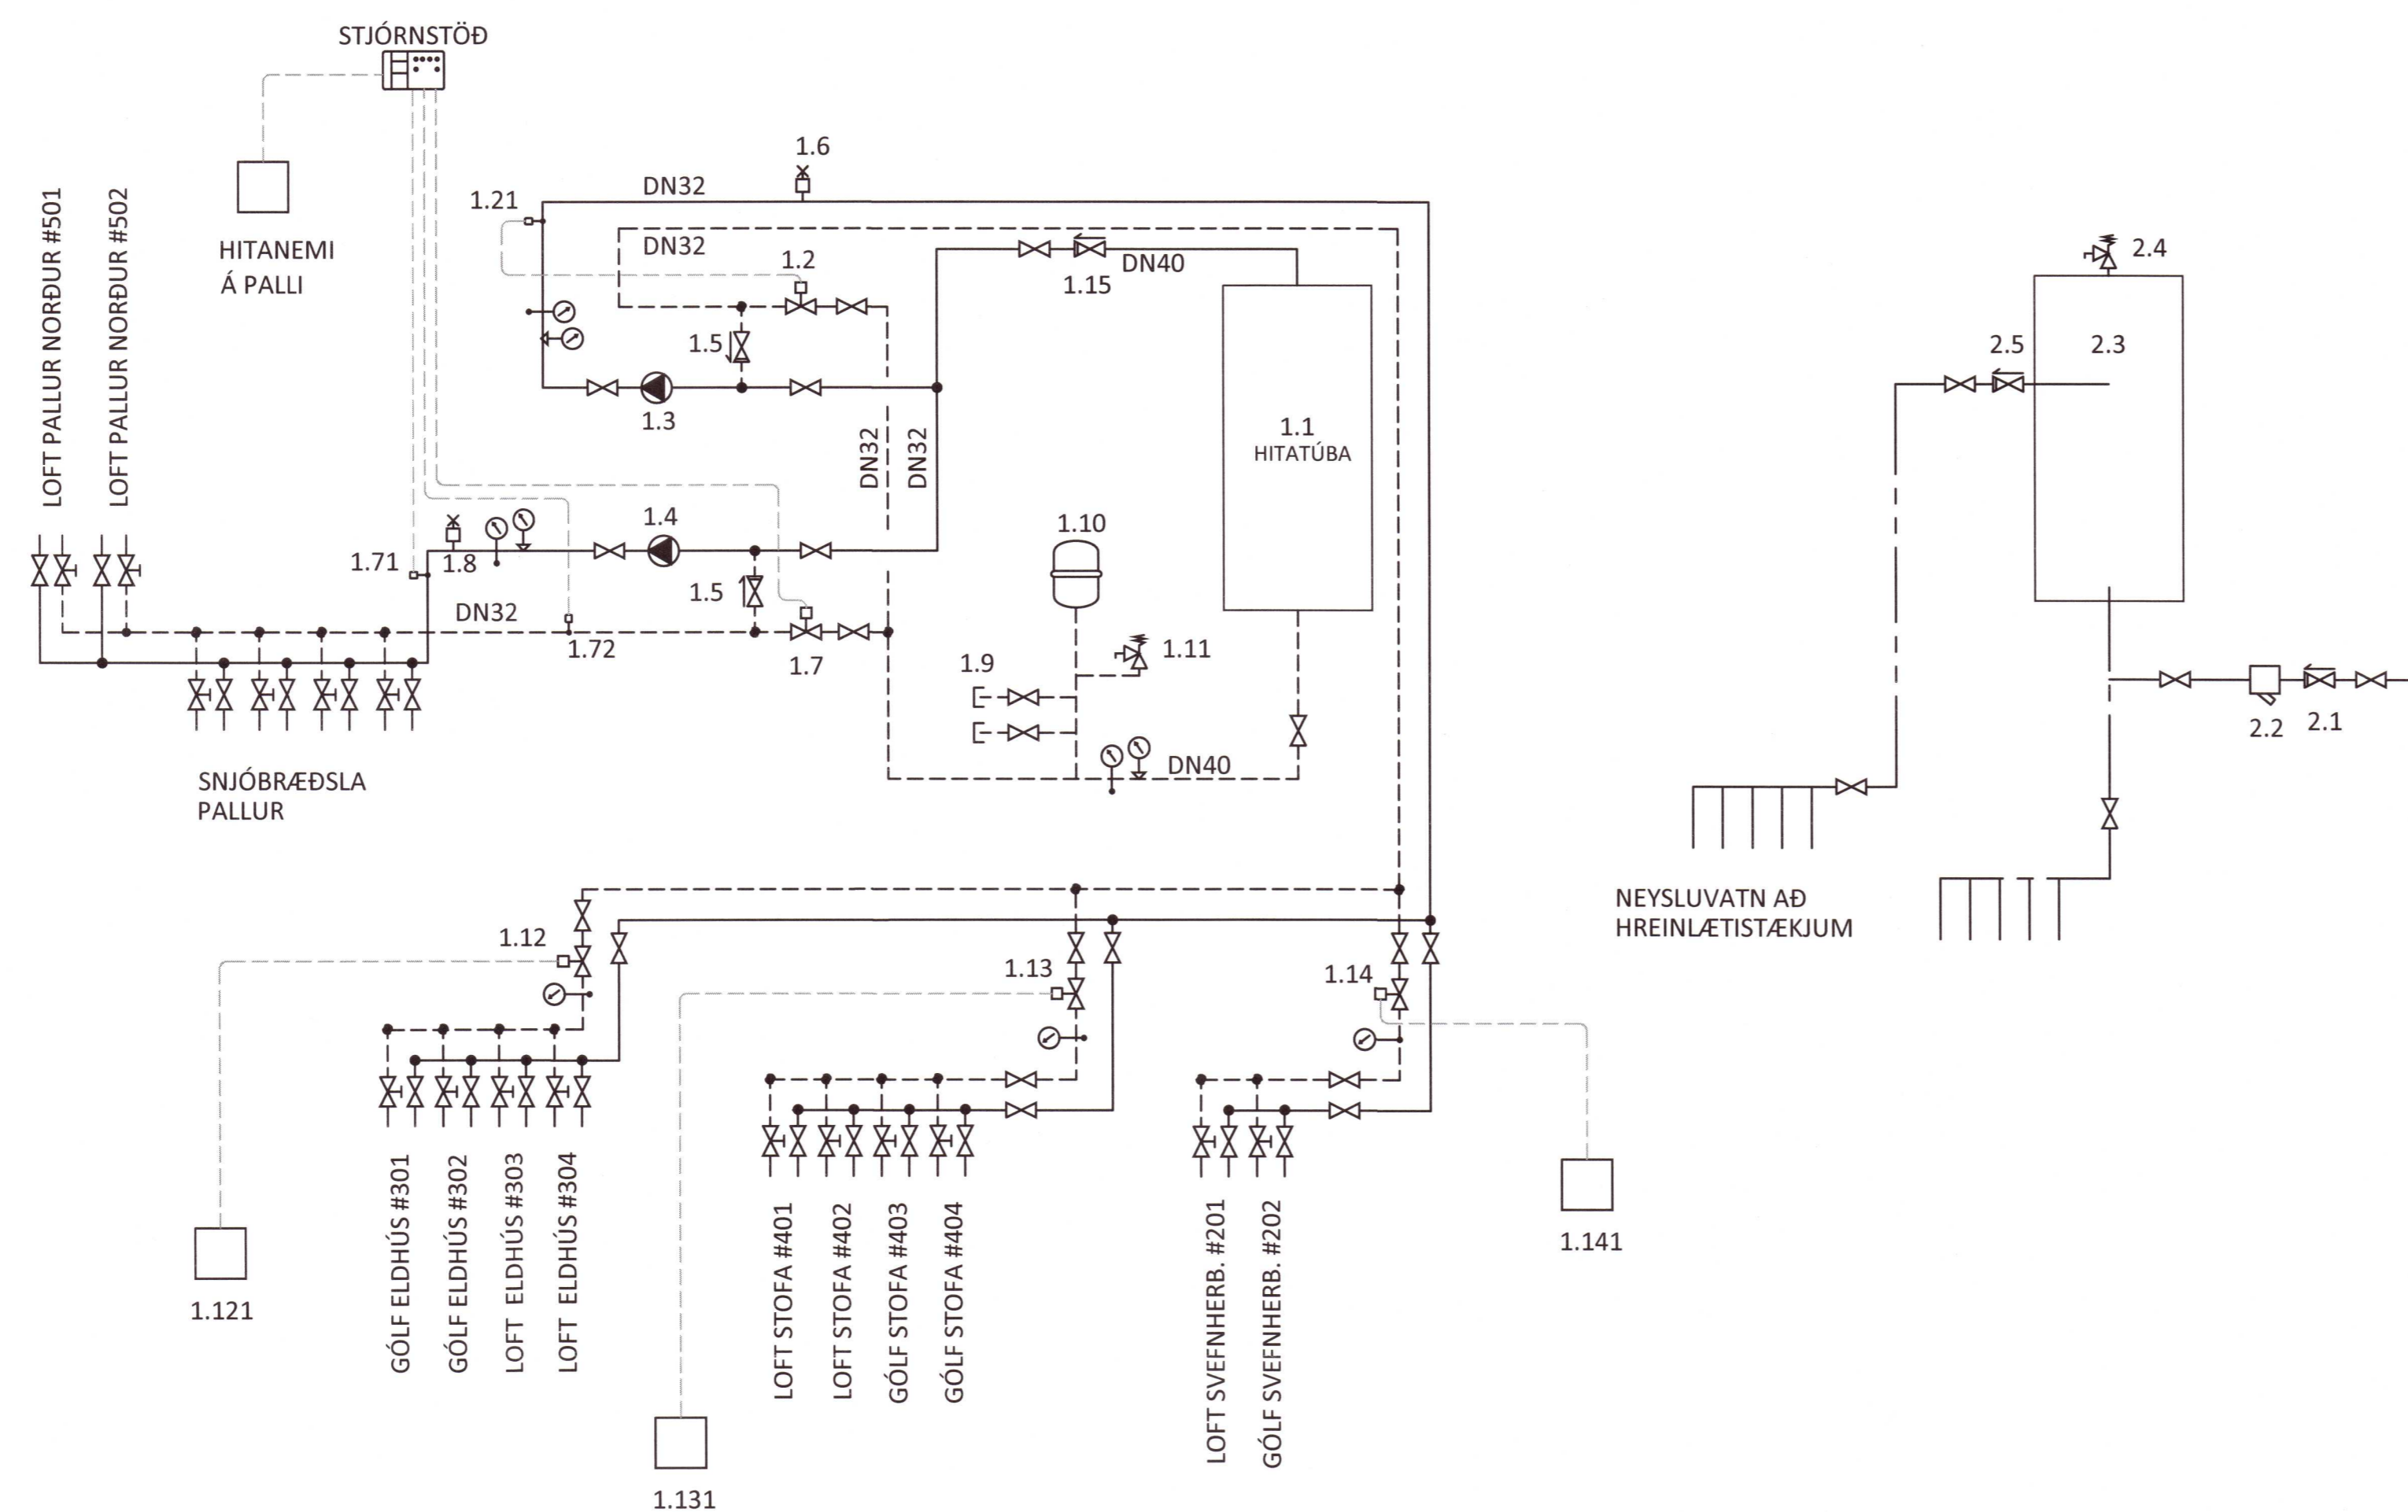 STJÓRNSTÖÐ
HITANEMI
Á PALLI
LOFT PALLUR NORÐUR #501
LOFT PALLUR NORÐUR #502
1.6
1.21
DN32
DN32
1.2
DN40
1.15
1.5
1.3
1.1
HITATÚBA
DN32
DN32
1.4
1.10
1.71
1.8
1.5
DN32
1.72
1.7
1.9
1.11
DN40
SNJÓBRÆÐSLA
PALLUR
2.4
2.5
2.3
2.2
2.1
NEYSLUVATN AÐ
HREINLÆTISTÆKJUM
1.12
1.13
1.14
1.121
1.131
1.141
GÓLF ELDHÚS #301
GÓLF ELDHÚS #302
LOFT ELDHÚS #303
LOFT ELDHÚS #304
LOFT STOFA #401
LOFT STOFA #402
GÓLF STOFA #403
GÓLF STOFA #404
LOFT SVEFNHERB. #201
GÓLF SVEFNHERB. #202